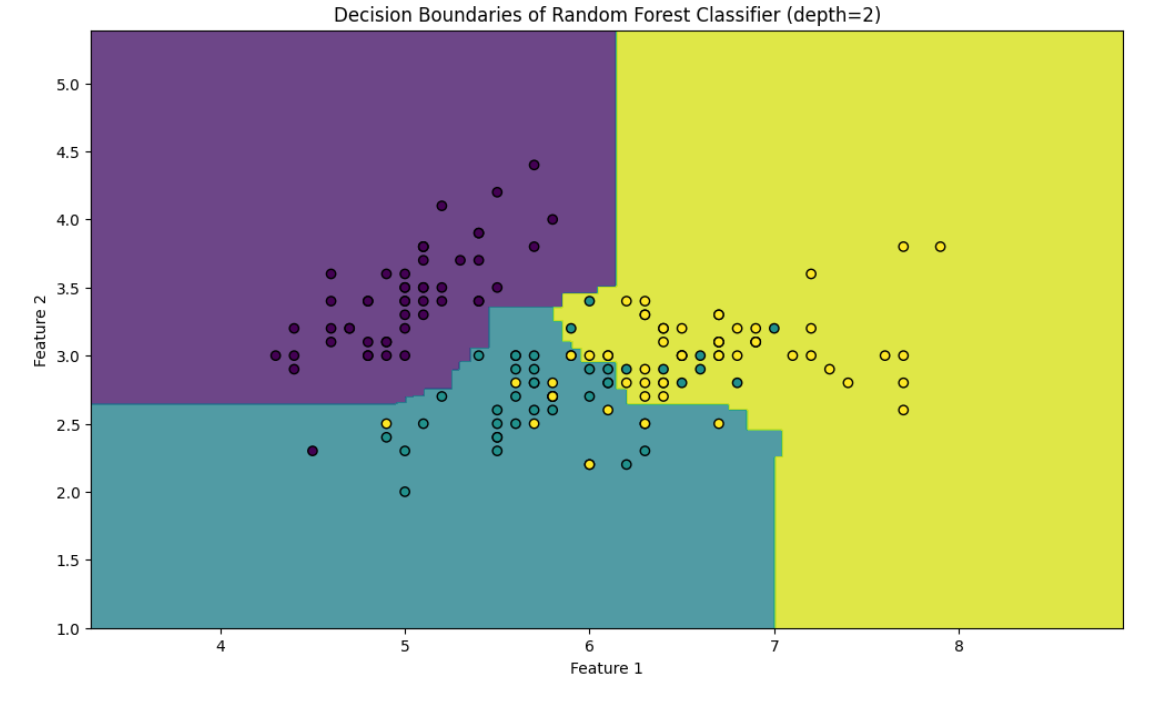 Decision Boundaries of Random Forest Classifier (depth=2)
Feature 2
5.0
4.5
4.0
3.5
3.0
2.5
2.0
1.5
1.0
4 5 6 7 8
Feature 1